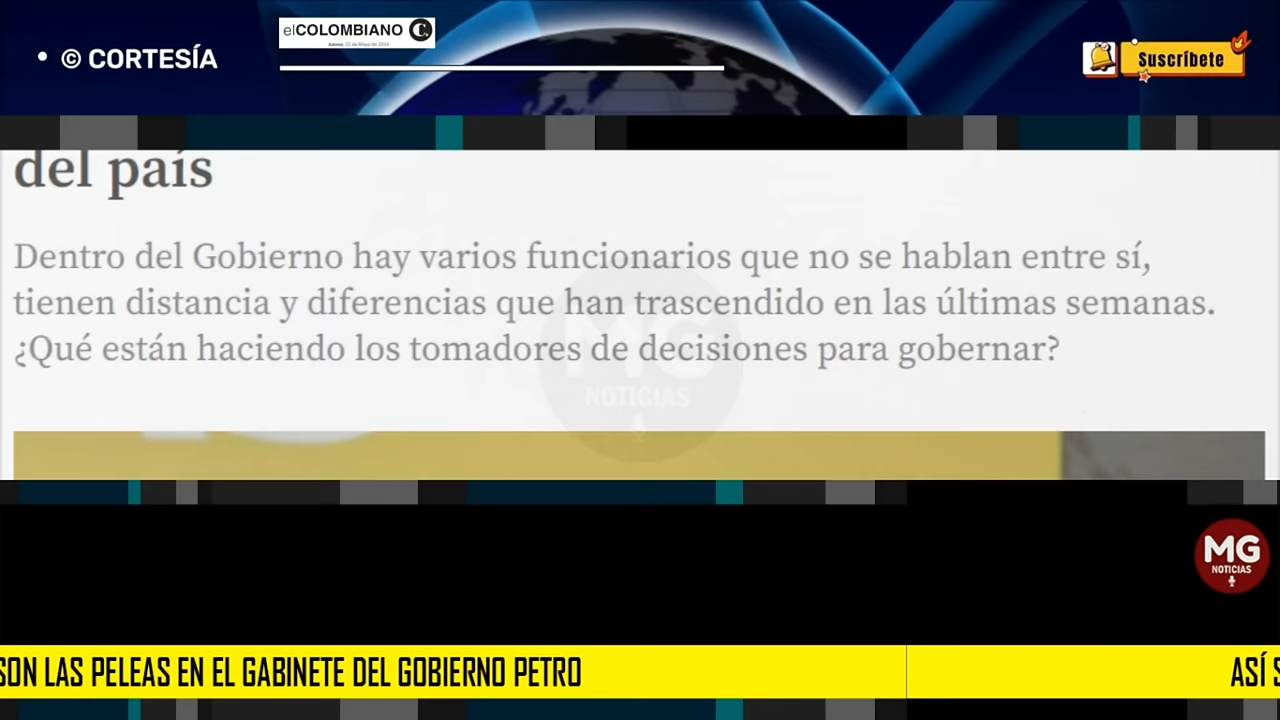 • © CORTESÍA
elCOLOMBIANO C.
Suscríbete
del país
Dentro del Gobierno hay varios funcionarios que no se hablan entre sí,
tienen distancia y diferencias que han trascendido en las últimas semanas.
¿Qué están haciendo los tomadores de decisiones para gobernar?
MG
NOTICIAS
MG
NOTICIAS
SON LAS PELEAS EN EL GABINETE DEL GOBIERNO PETRO
ASÍ S